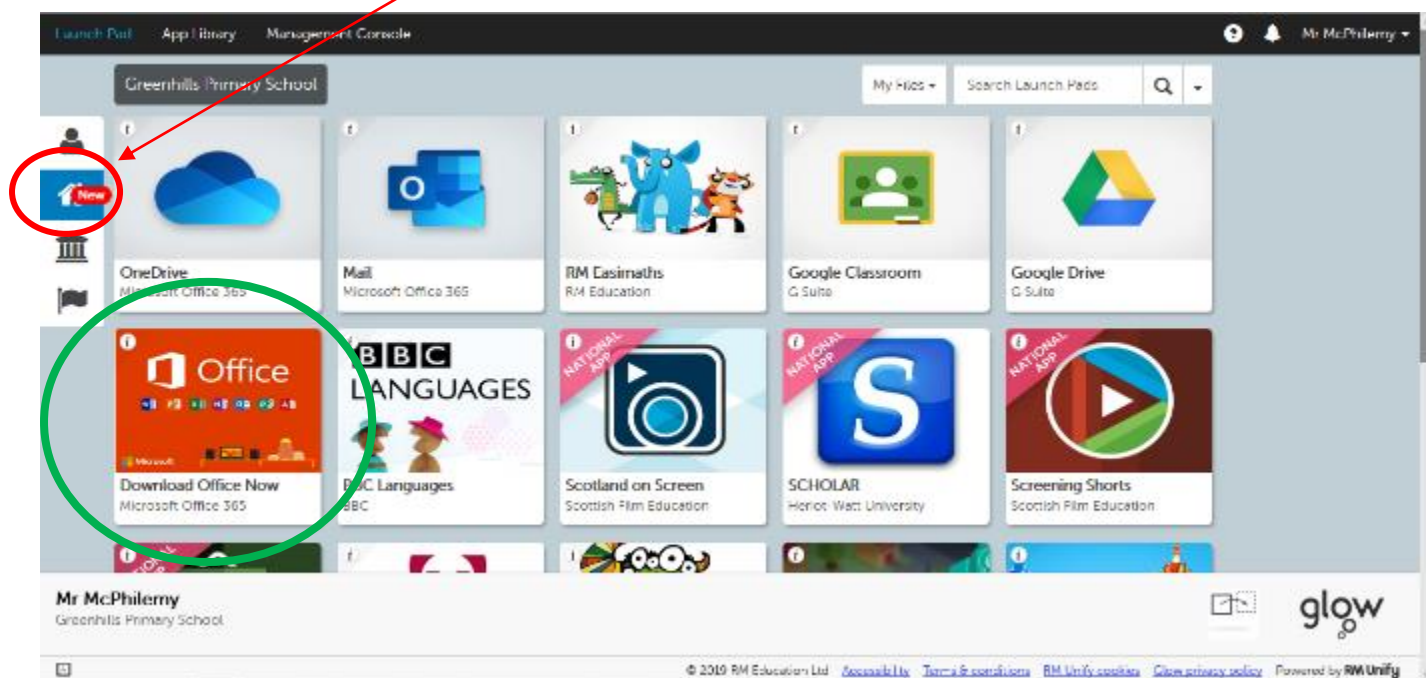 Launch Pad App Library Management Console Mr McPhilemy
Greenhills Primary School My Files Search Launch Pads
New
OneDrive
Microsoft Office 365
Mail
Microsoft Office 365
RM Easimaths
RM Education
Google Classroom
G Suite
Google Drive
G Suite
Office
Microsoft
Download Office Now
Microsoft Office 365
BBC
LANGUAGES
BBC Languages
BBC
NATIONAL
APP
Scotland on Screen
Scottish Film Education
NATIONAL
APP
S
SCHOLAR
Heriot-Watt University
NATIONAL
APP
Screening Shorts
Scottish Film Education
Mr McPhilemy
Greenhills Primary School
glow
© 2019 RM Education Ltd Accessibility Terms & conditions RM Unify cookies Glow privacy policy Powered by RM Unify